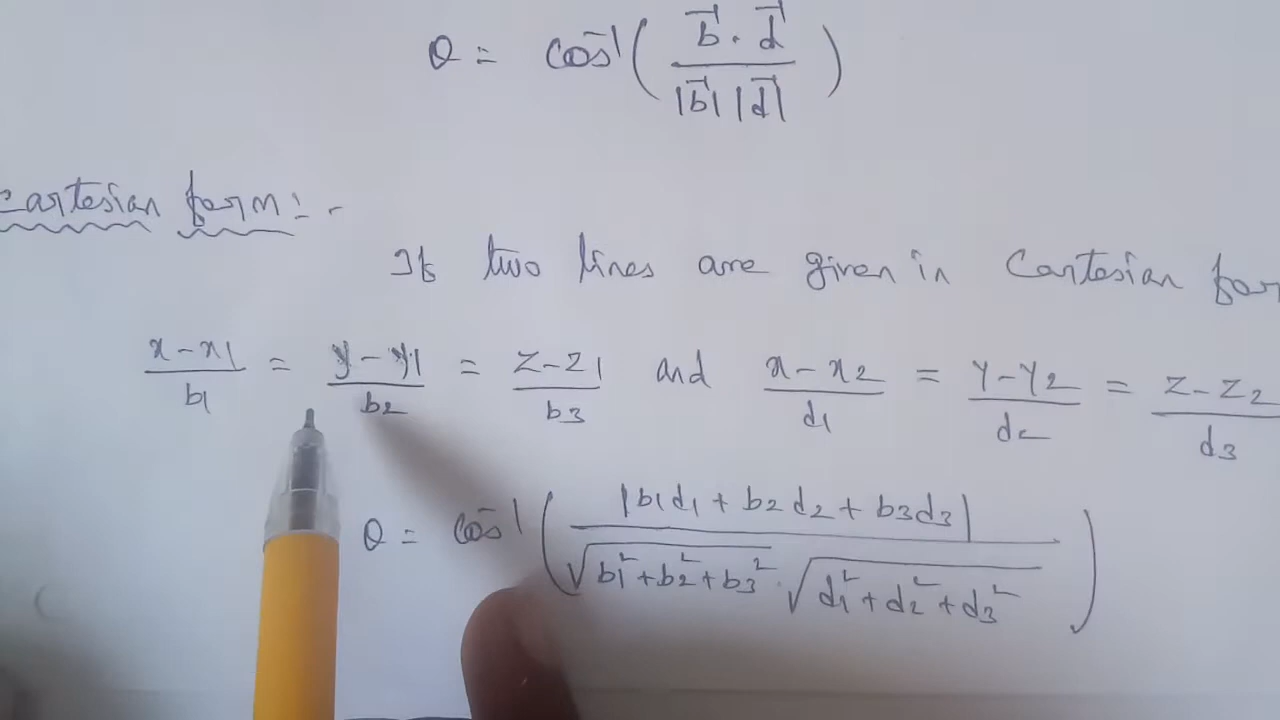 θ = cos⁻¹( b⃗ · d⃗ / |b⃗| |d⃗| )
Cartesian form:-
If two lines are given in Cartesian for
x-x1/b1 = y-y1/b2 = z-z1/b3 and x-x2/d1 = y-y2/d2 = z-z2/d3
θ = cos⁻¹( |b1d1 + b2d2 + b3d3| / √(b1²+b2²+b3²) · √(d1²+d2²+d3²) )